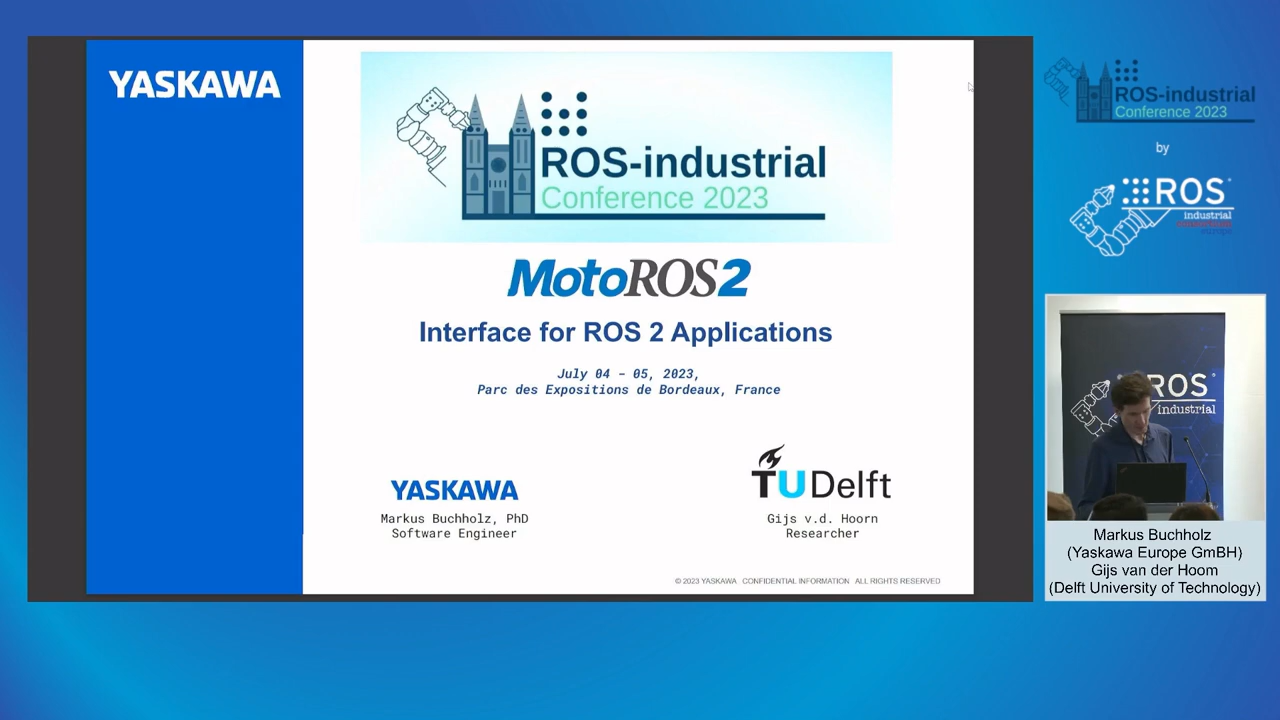 YASKAWA
ROS-industrial
Conference 2023
MotoROS2
Interface for ROS 2 Applications
July 04 – 05, 2023,
Parc des Expositions de Bordeaux, France
YASKAWA
Markus Buchholz, PhD
Software Engineer
TUDelft
Gijs v.d. Hoorn
Researcher
© 2023 YASKAWA CONFIDENTIAL INFORMATION ALL RIGHTS RESERVED
ROS-industrial
Conference 2023
by
ROS
industrial
ROS
industrial
Markus Buchholz
(Yaskawa Europe GmBH)
Gijs van der Hoom
(Delft University of Technology)